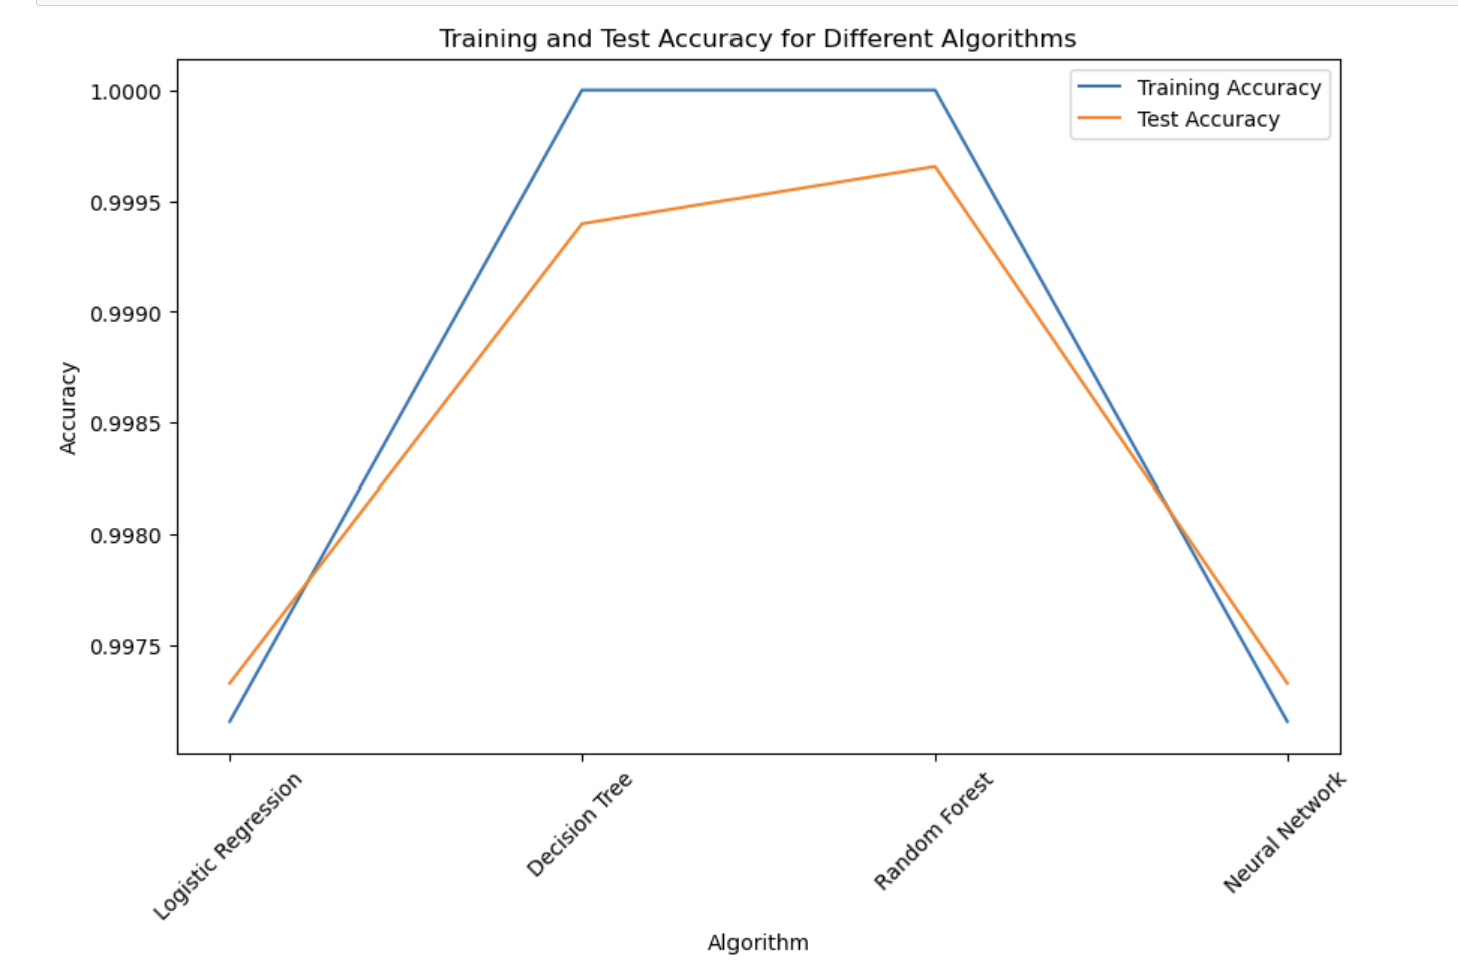 Training and Test Accuracy for Different Algorithms
Training Accuracy
Test Accuracy
1.0000
0.9995
0.9990
0.9985
0.9980
0.9975
Accuracy
Logistic Regression
Decision Tree
Random Forest
Neural Network
Algorithm